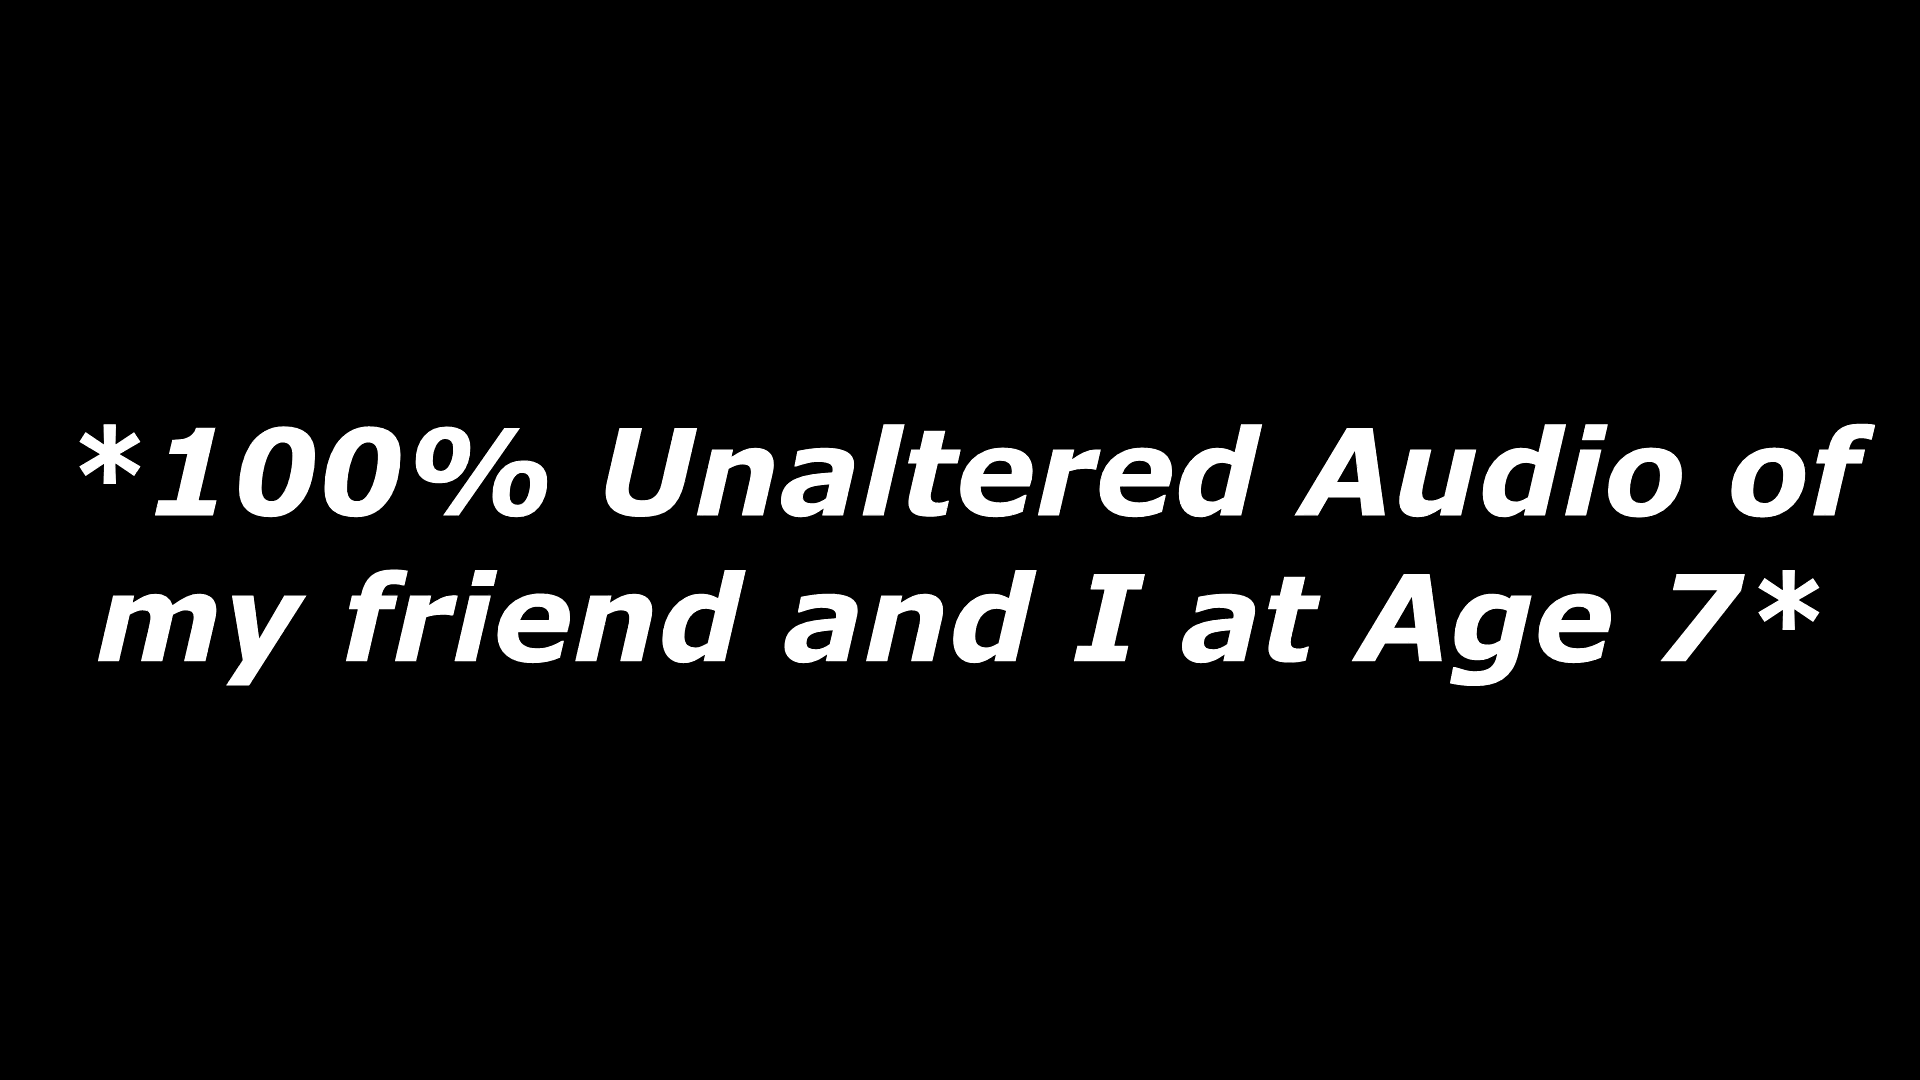 *100% Unaltered Audio of
my friend and I at Age 7*